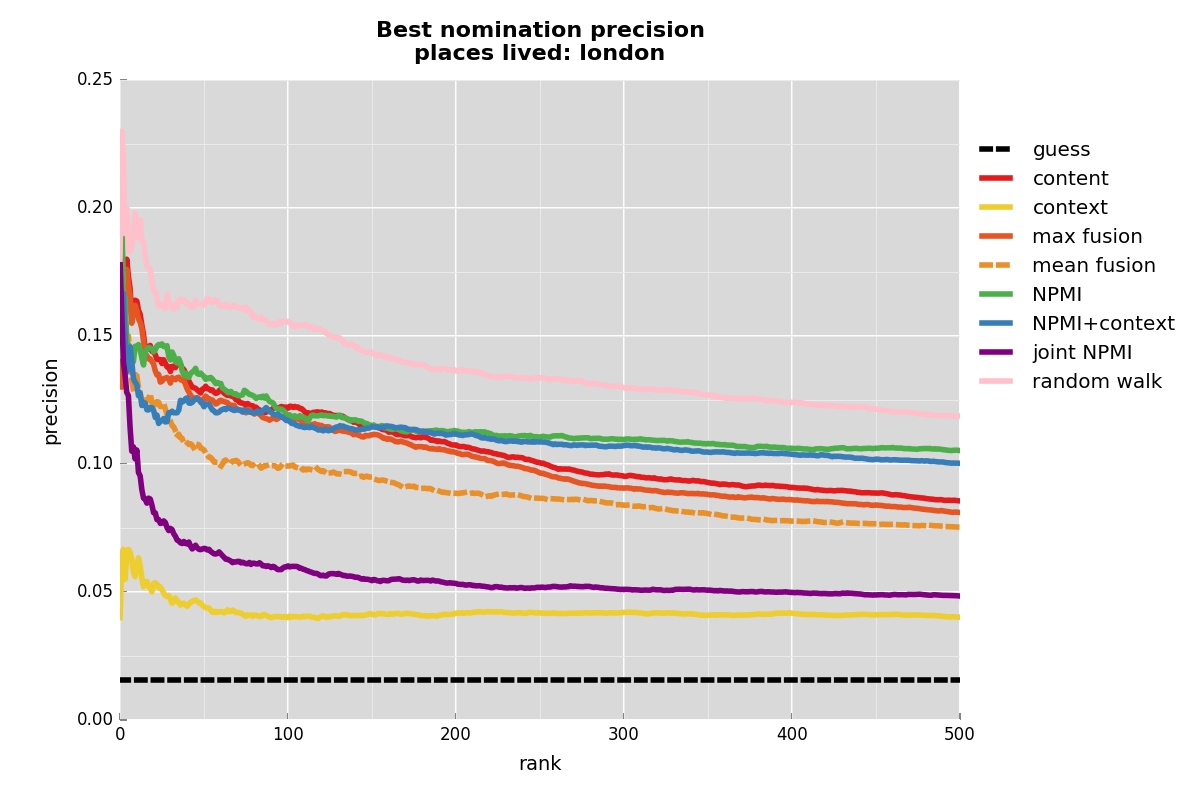 Best nomination precision
places lived: london
0.25
0.20
0.15
0.10
0.05
0.00
precision
0 100 200 300 400 500
rank
guess
content
context
max fusion
mean fusion
NPMI
NPMI+context
joint NPMI
random walk